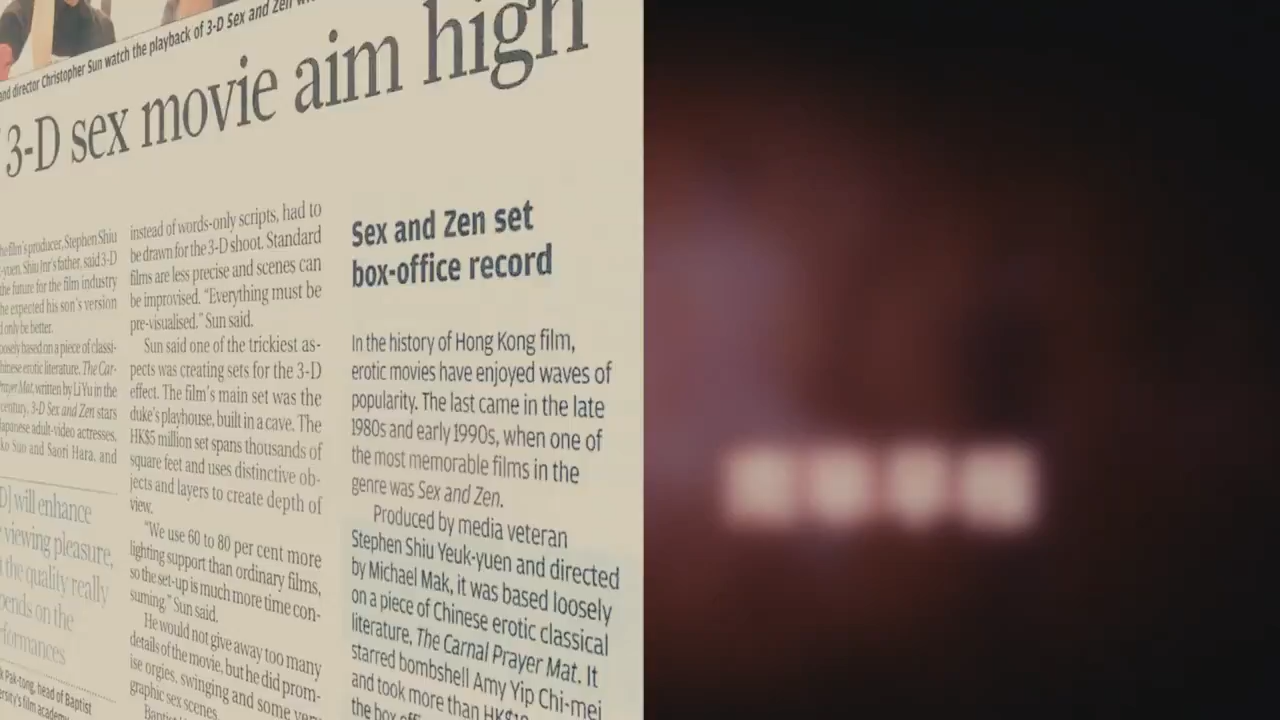 and director Christopher Sun watch the playback of 3-D Sex and Zen
3-D sex movie aim high
he film's producer, Stephen Shiu
-yuen, Shiu Jnr's father, said 3-D
the future for the film industry
he expected his son's version
d only be better.
oosely based on a piece of classi-
hinese erotic literature, The Car-
Prayer Mat, written by Li Yu in the
century, 3-D Sex and Zen stars
Japanese adult-video actresses,
ko Suo and Saori Hara, and
D] will enhance
viewing pleasure,
t the quality really
pends on the
rformances
k Pak-tong, head of Baptist
ersity's film academy
instead of words-only scripts, had to
be drawn for the 3-D shoot. Standard
films are less precise and scenes can
be improvised. “Everything must be
pre-visualised,” Sun said.
Sun said one of the trickiest as-
pects was creating sets for the 3-D
effect. The film's main set was the
duke's playhouse, built in a cave. The
HK$5 million set spans thousands of
square feet and uses distinctive ob-
jects and layers to create depth of
view.
“We use 60 to 80 per cent more
lighting support than ordinary films,
so the set-up is much more time con-
suming,” Sun said.
He would not give away too many
details of the movie, but he did prom-
ise orgies, swinging and some very
graphic sex scenes.
Sex and Zen set
box-office record
In the history of Hong Kong film,
erotic movies have enjoyed waves of
popularity. The last came in the late
1980s and early 1990s, when one of
the most memorable films in the
genre was Sex and Zen.
Produced by media veteran
Stephen Shiu Yeuk-yuen and directed
by Michael Mak, it was based loosely
on a piece of Chinese erotic classical
literature, The Carnal Prayer Mat. It
starred bombshell Amy Yip Chi-mei
and took more than HK$
the box